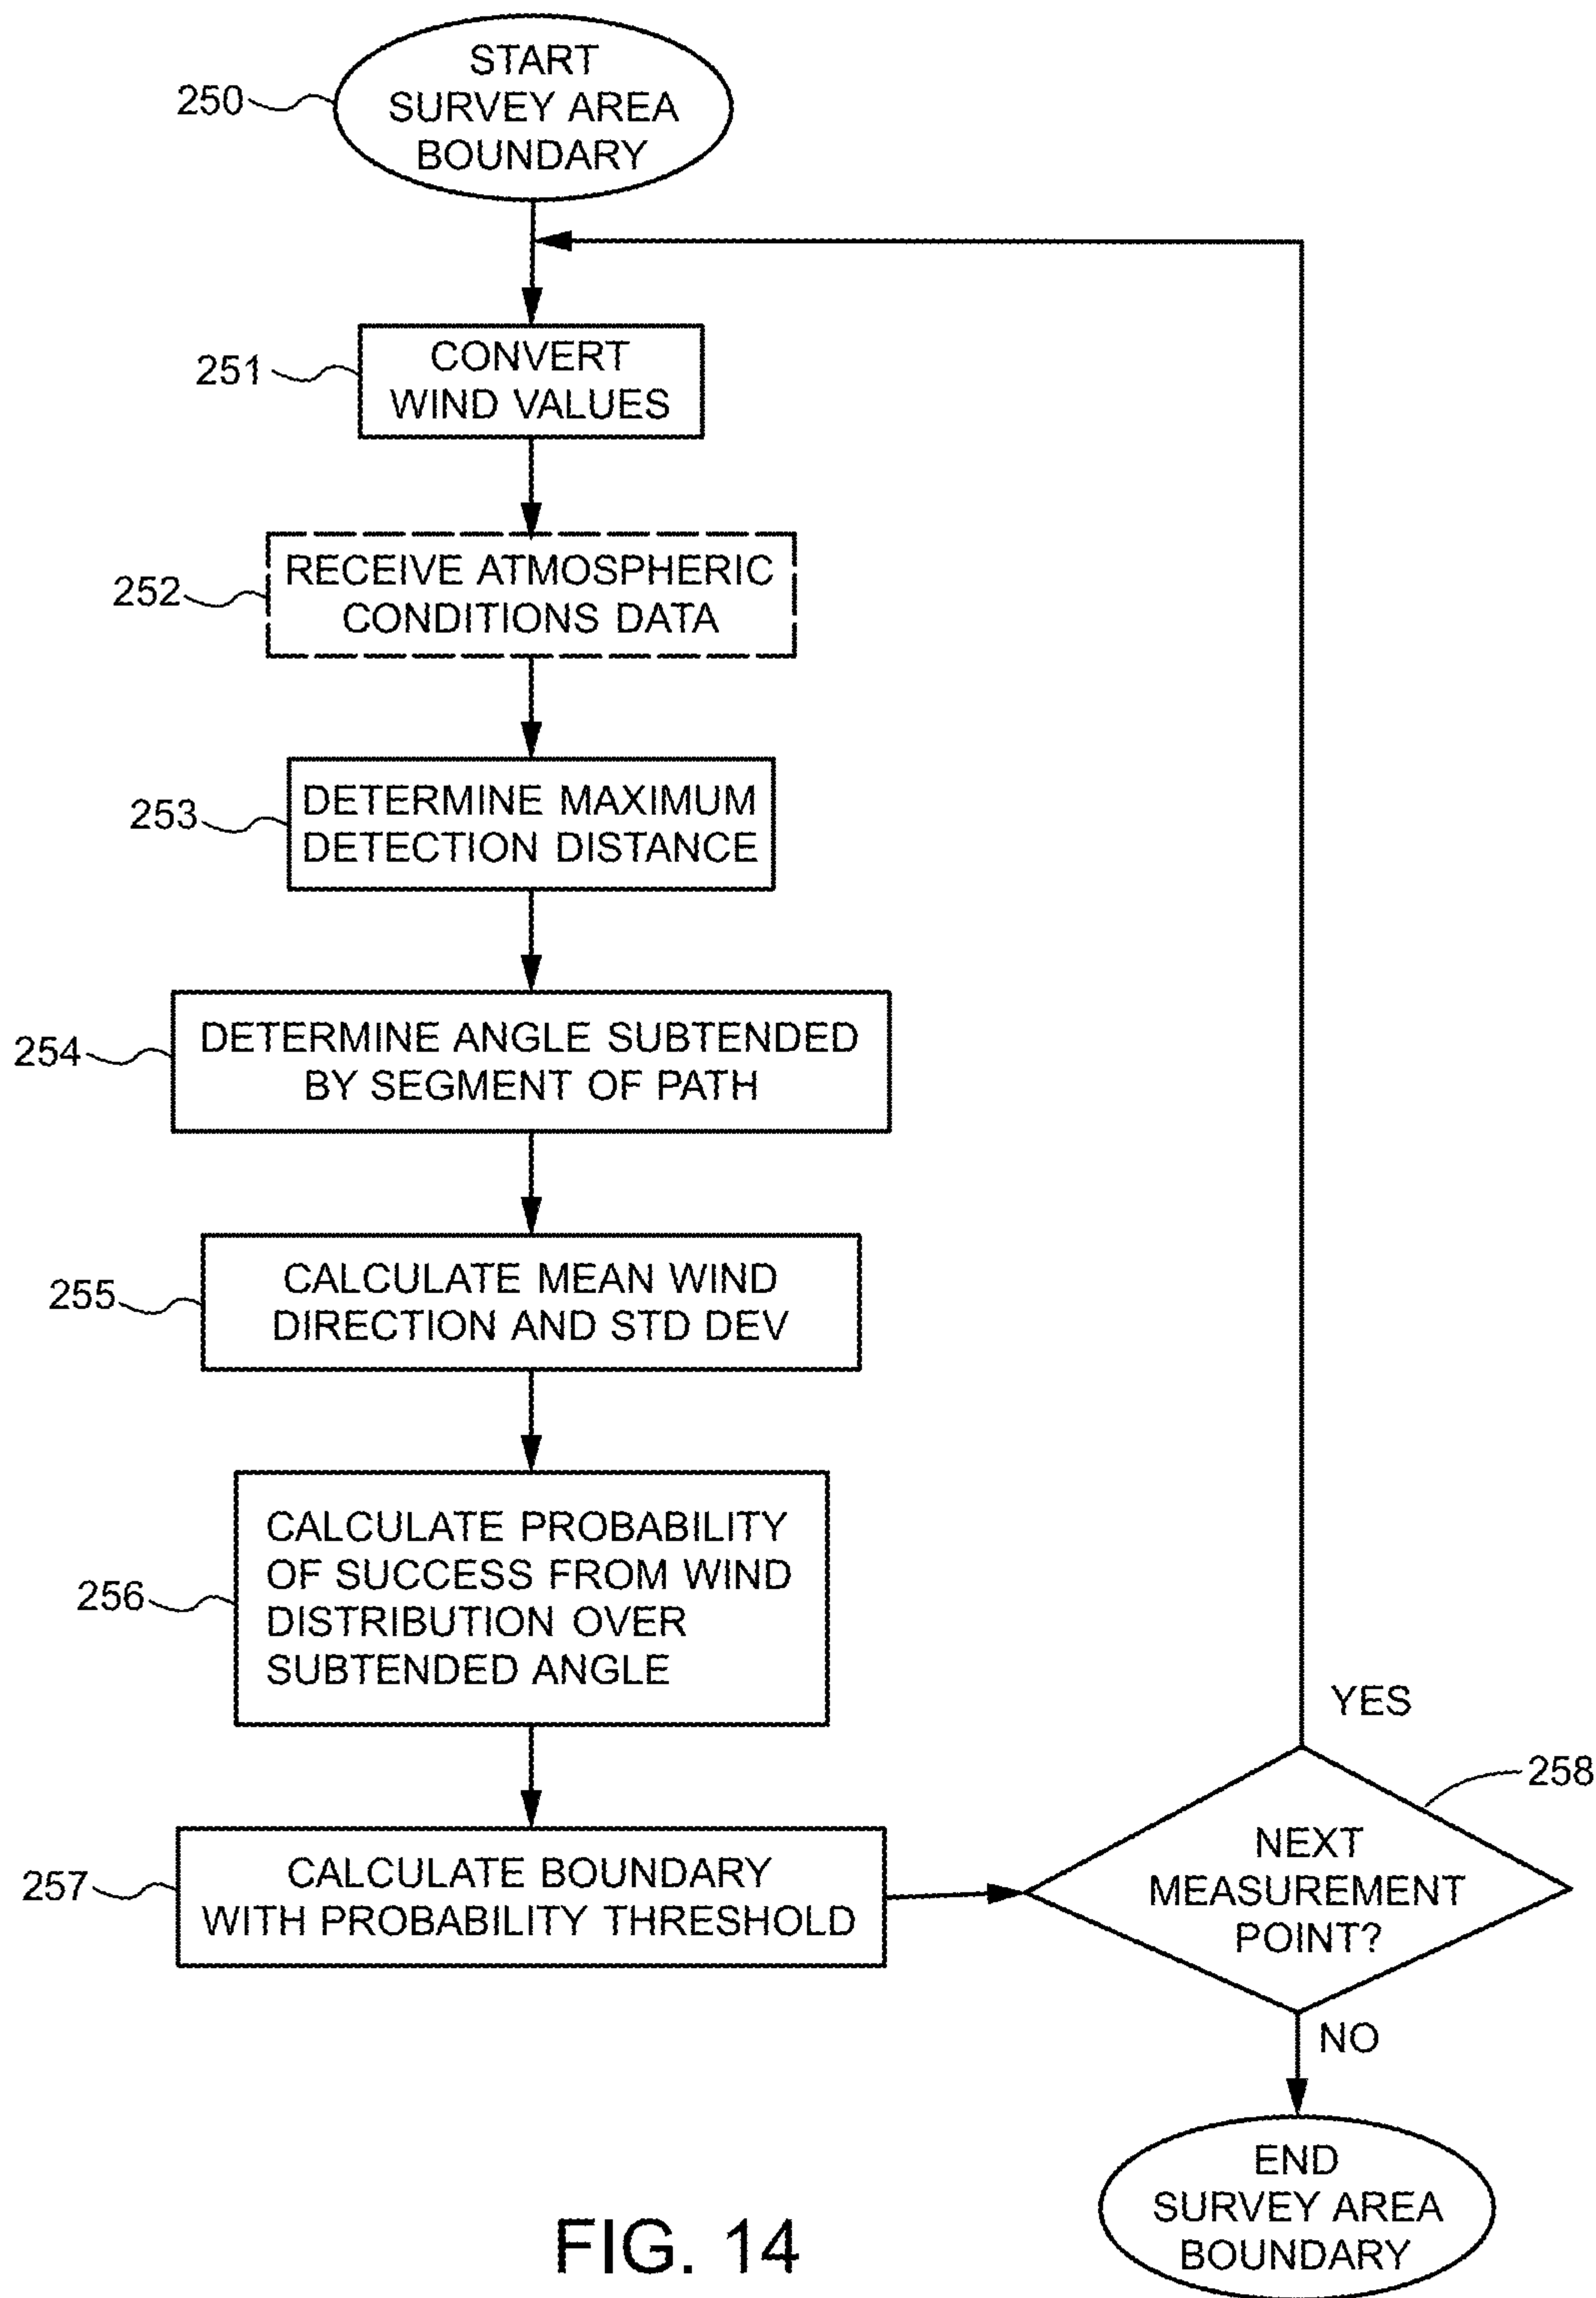 START
SURVEY AREA
BOUNDARY
250
CONVERT
WIND VALUES
251
RECEIVE ATMOSPHERIC
CONDITIONS DATA
252
DETERMINE MAXIMUM
DETECTION DISTANCE
253
DETERMINE ANGLE SUBTENDED
BY SEGMENT OF PATH
254
CALCULATE MEAN WIND
DIRECTION AND STD DEV
255
CALCULATE PROBABILITY
OF SUCCESS FROM WIND
DISTRIBUTION OVER
SUBTENDED ANGLE
256
CALCULATE BOUNDARY
WITH PROBABILITY THRESHOLD
257
YES
258
NEXT
MEASUREMENT
POINT?
NO
END
SURVEY AREA
BOUNDARY
FIG. 14